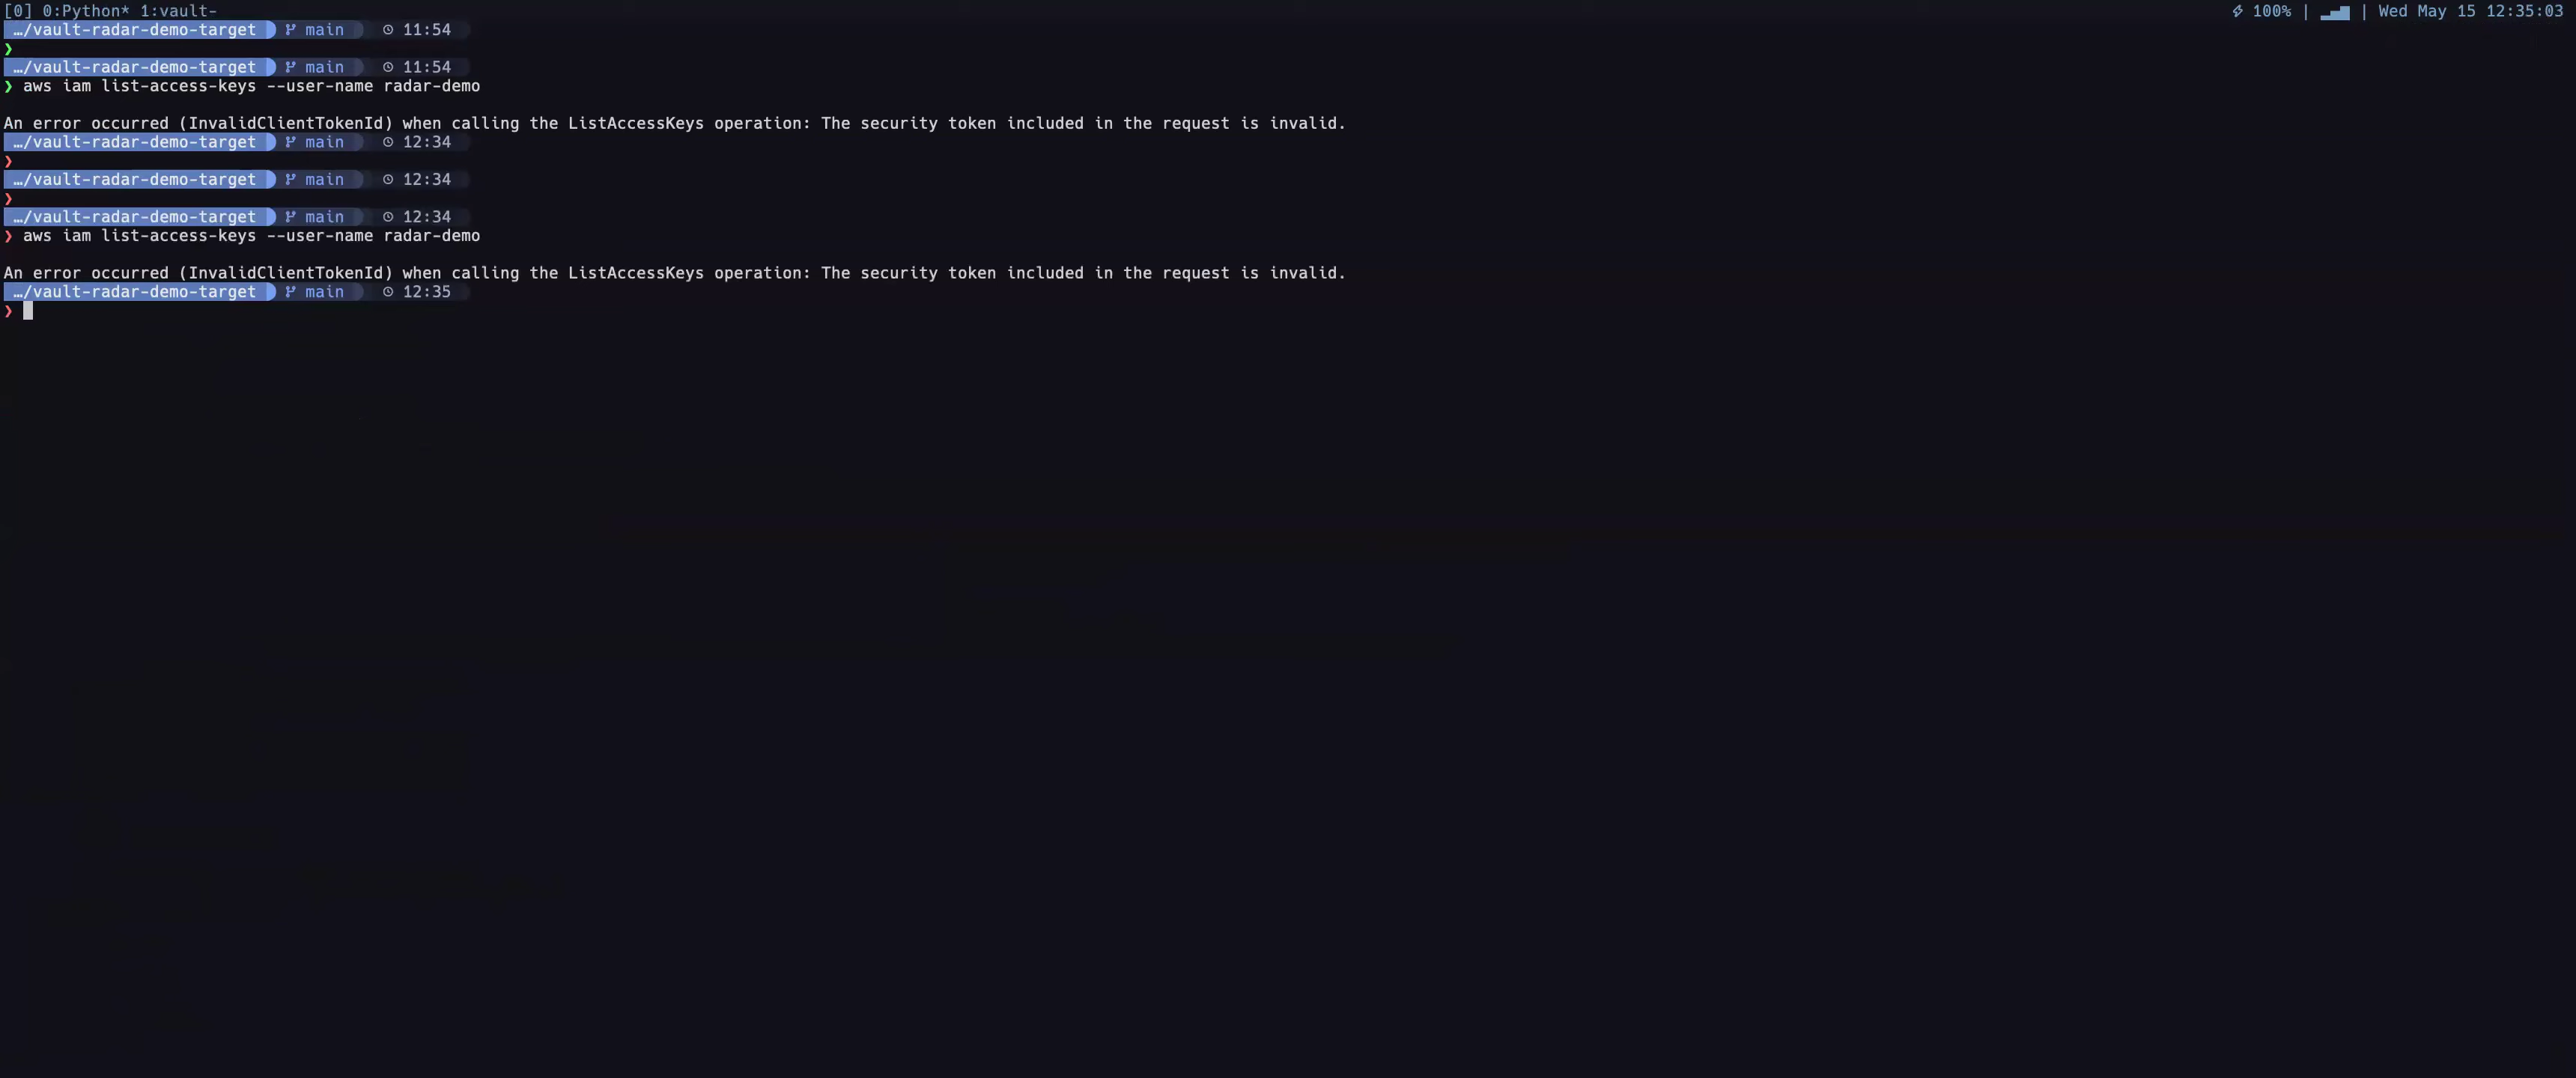 [0] 0:Python* 1:vault- 100% | | Wed May 15 12:35:03
…/vault-radar-demo-target main 11:54
❯
…/vault-radar-demo-target main 11:54
❯ aws iam list-access-keys --user-name radar-demo
An error occurred (InvalidClientTokenId) when calling the ListAccessKeys operation: The security token included in the request is invalid.
…/vault-radar-demo-target main 12:34
❯
…/vault-radar-demo-target main 12:34
❯
…/vault-radar-demo-target main 12:34
❯ aws iam list-access-keys --user-name radar-demo
An error occurred (InvalidClientTokenId) when calling the ListAccessKeys operation: The security token included in the request is invalid.
…/vault-radar-demo-target main 12:35
❯